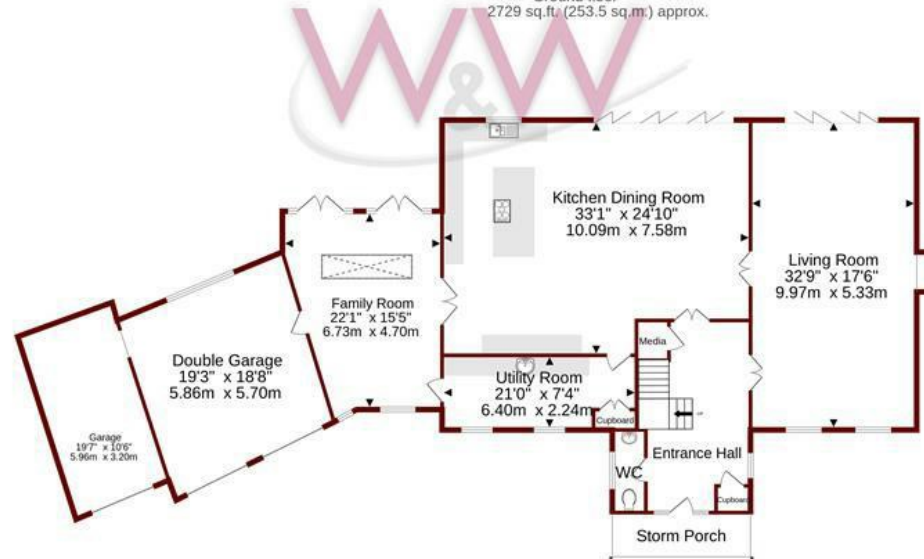 2729 sq.ft. (253.5 sq.m.) approx.
W&W
Kitchen Dining Room
33'1" x 24'10"
10.09m x 7.58m
Living Room
32'9" x 17'6"
9.97m x 5.33m
Family Room
22'1" x 15'5"
6.73m x 4.70m
Double Garage
19'3" x 18'8"
5.86m x 5.70m
Garage
19'7" x 10'6"
5.96m x 3.20m
Media
Utility Room
21'0" x 7'4"
6.40m x 2.24m
Cupboard
UP
Entrance Hall
WC
Cupboard
Storm Porch